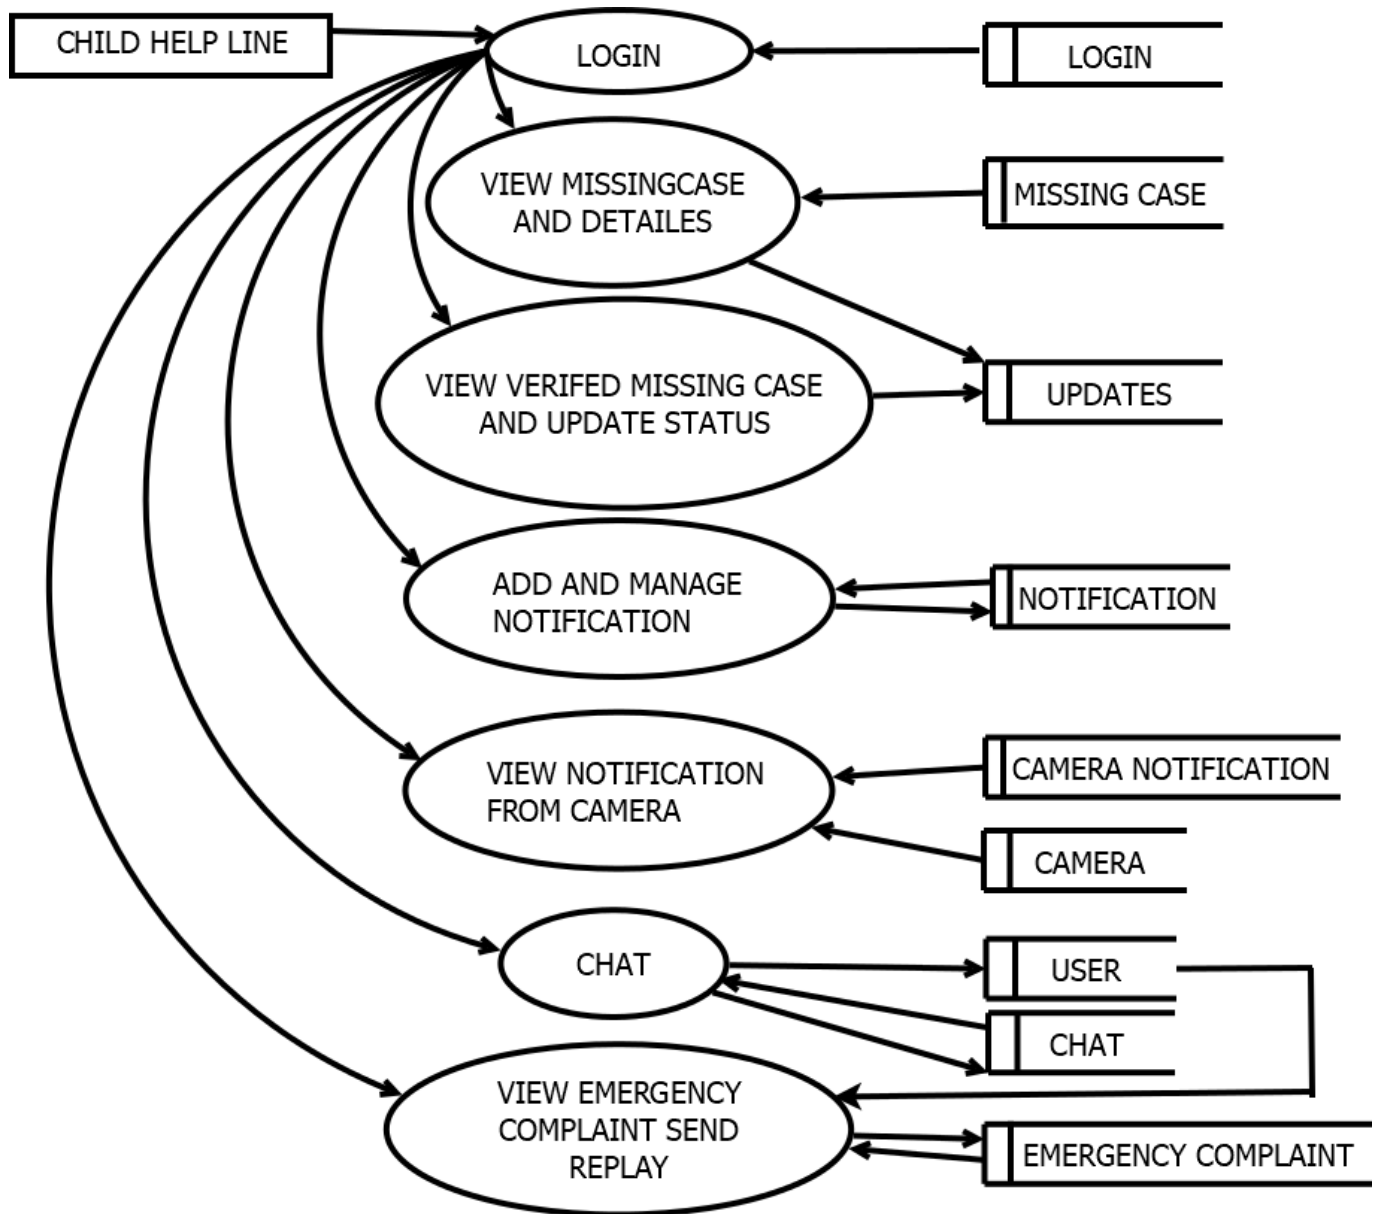 CHILD HELP LINE
LOGIN
LOGIN
VIEW MISSINGCASE
AND DETAILES
MISSING CASE
VIEW VERIFED MISSING CASE
AND UPDATE STATUS
UPDATES
ADD AND MANAGE
NOTIFICATION
NOTIFICATION
VIEW NOTIFICATION
FROM CAMERA
CAMERA NOTIFICATION
CAMERA
CHAT
USER
CHAT
VIEW EMERGENCY
COMPLAINT SEND
REPLAY
EMERGENCY COMPLAINT